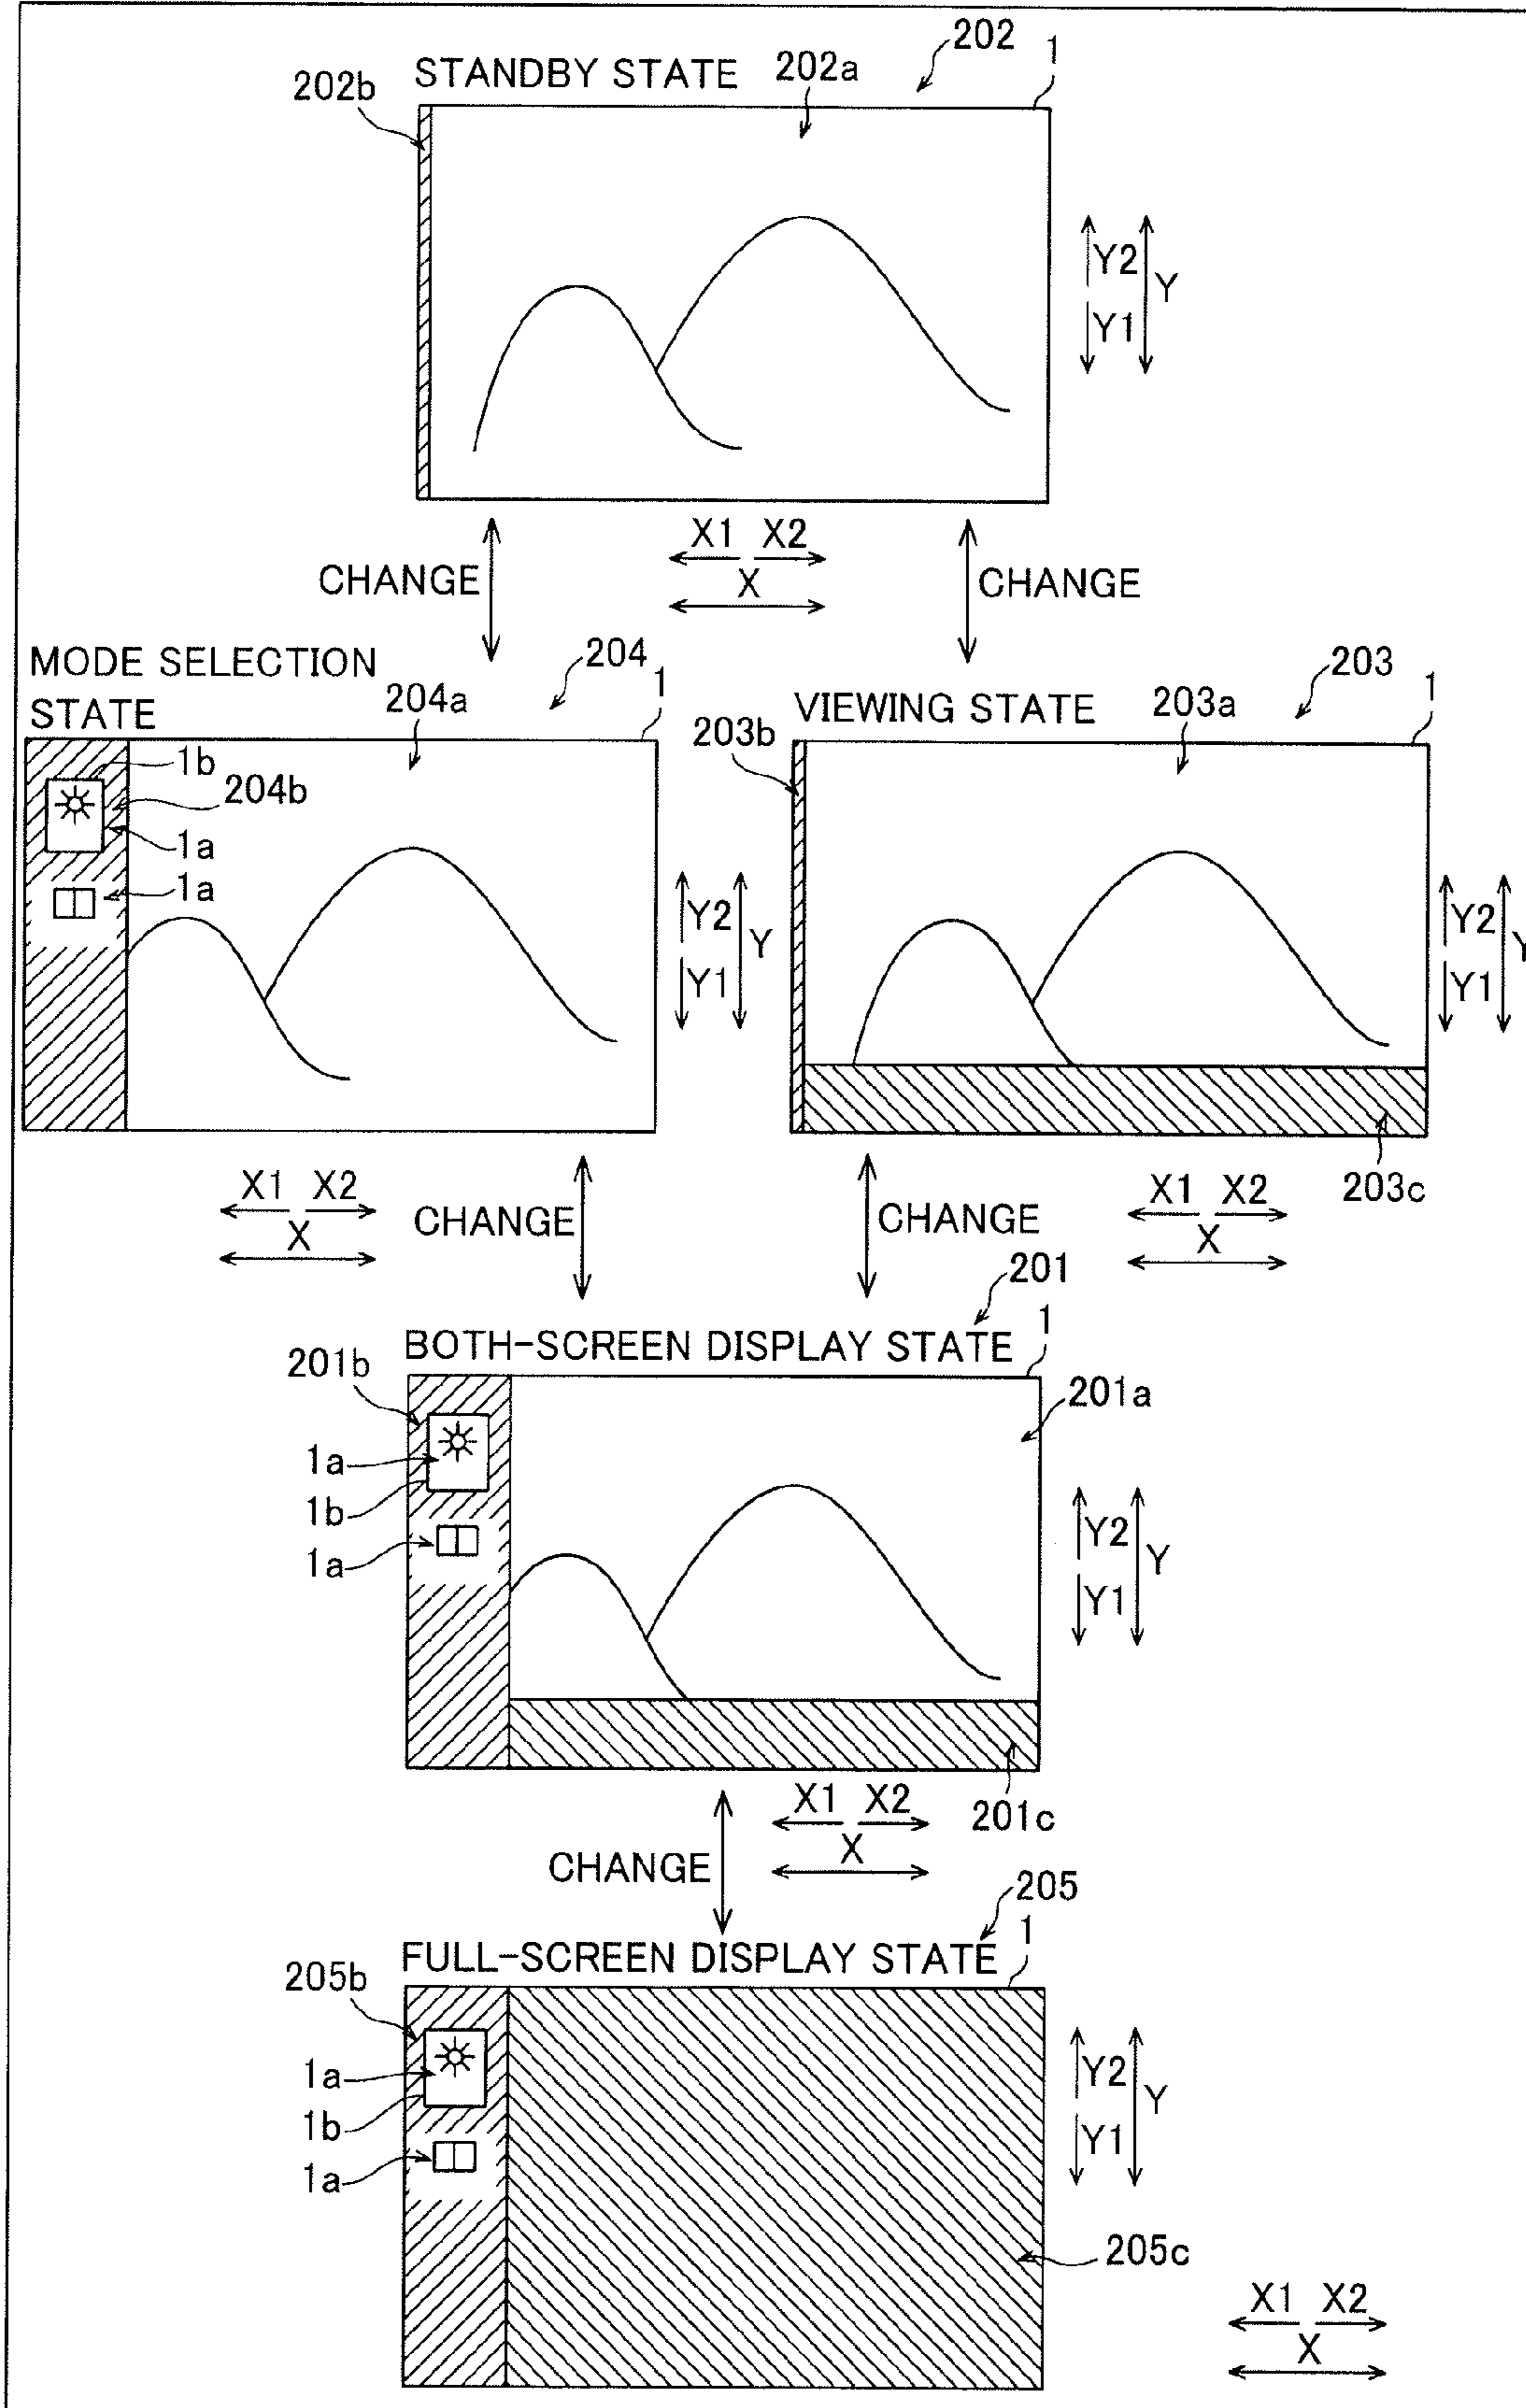 STANDBY STATE
202
202a
1
202b
Y2
Y
Y1
X1 X2
X
CHANGE
CHANGE
MODE SELECTION
STATE
204
1
204a
1b
204b
1a
1a
Y2
Y
Y1
VIEWING STATE
203
1
203a
203b
Y2
Y
Y1
203c
X1 X2
X
CHANGE
CHANGE
X1 X2
X
BOTH-SCREEN DISPLAY STATE
201
1
201b
201a
1a
1b
1a
Y2
Y
Y1
201c
X1 X2
X
CHANGE
FULL-SCREEN DISPLAY STATE
205
1
205b
1a
1b
1a
Y2
Y
Y1
205c
X1 X2
X